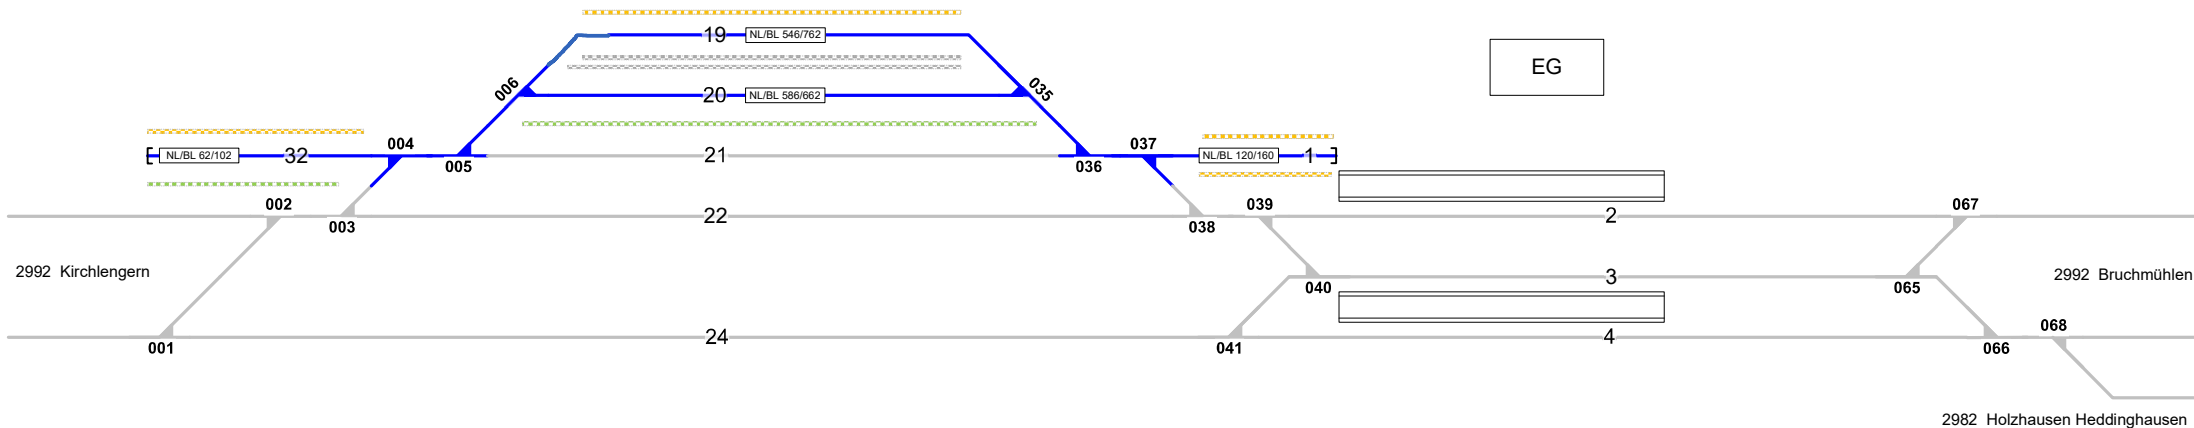 19 NL/BL 546/762
EG
006
20 NL/BL 586/662
035
004
037
NL/BL 62/102 32
005
21
036
NL/BL 120/160 1
002
003
22
038
039
2
067
2992 Kirchlengern
040
3
065
2992 Bruchmühlen
001
24
041
4
066
068
2982 Holzhausen Heddinghausen